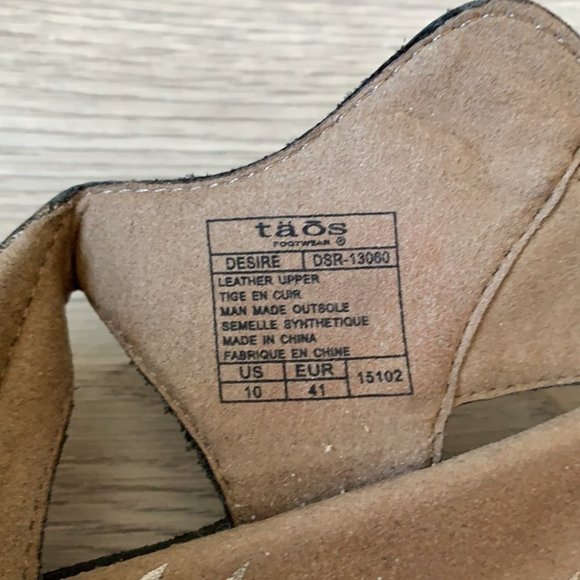 täōs
FOOTWEAR ®
DESIRE DSR-13060
LEATHER UPPER
TIGE EN CUIR
MAN MADE OUTSOLE
SEMELLE SYNTHETIQUE
MADE IN CHINA
FABRIQUE EN CHINE
US EUR 15102
10 41